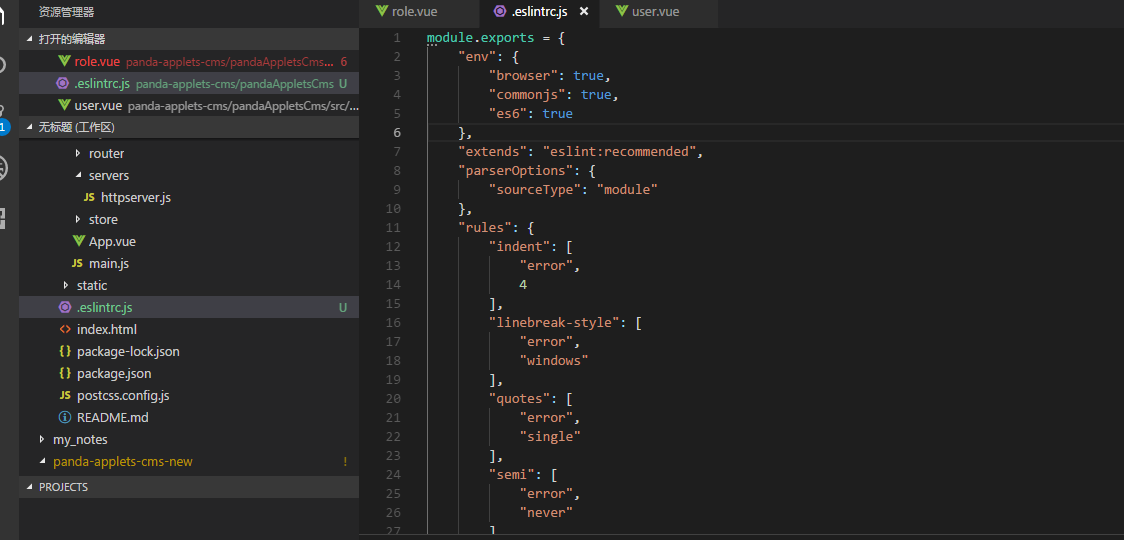 资源管理器
打开的编辑器
role.vue panda-applets-cms/pandaAppletsCms... 6
.eslintrc.js panda-applets-cms/pandaAppletsCms U
user.vue panda-applets-cms/pandaAppletsCms/src/...
无标题 (工作区)
router
servers
JS httpserver.js
store
App.vue
JS main.js
static
.eslintrc.js U
<> index.html
{ } package-lock.json
{ } package.json
JS postcss.config.js
README.md
my_notes
panda-applets-cms-new !
PROJECTS
1
role.vue .eslintrc.js × user.vue
1 module.exports = {
2 "env": {
3 "browser": true,
4 "commonjs": true,
5 "es6": true
6 },
7 "extends": "eslint:recommended",
8 "parserOptions": {
9 "sourceType": "module"
10 },
11 "rules": {
12 "indent": [
13 "error",
14 4
15 ],
16 "linebreak-style": [
17 "error",
18 "windows"
19 ],
20 "quotes": [
21 "error",
22 "single"
23 ],
24 "semi": [
25 "error",
26 "never"
27 ]